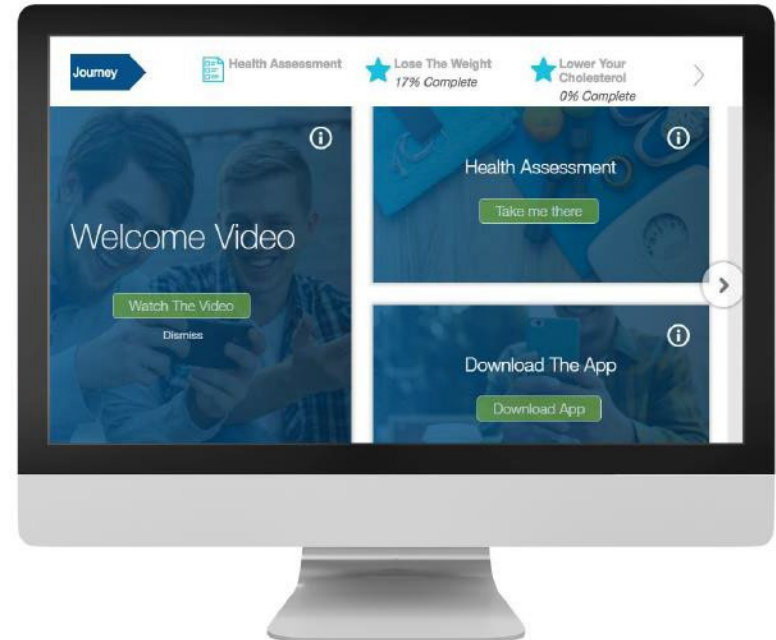 Journey
Health Assessment
Lose The Weight
17% Complete
Lower Your
Cholesterol
0% Complete
Welcome Video
Watch The Video
Dismiss
Health Assessment
Take me there
Download The App
Download App